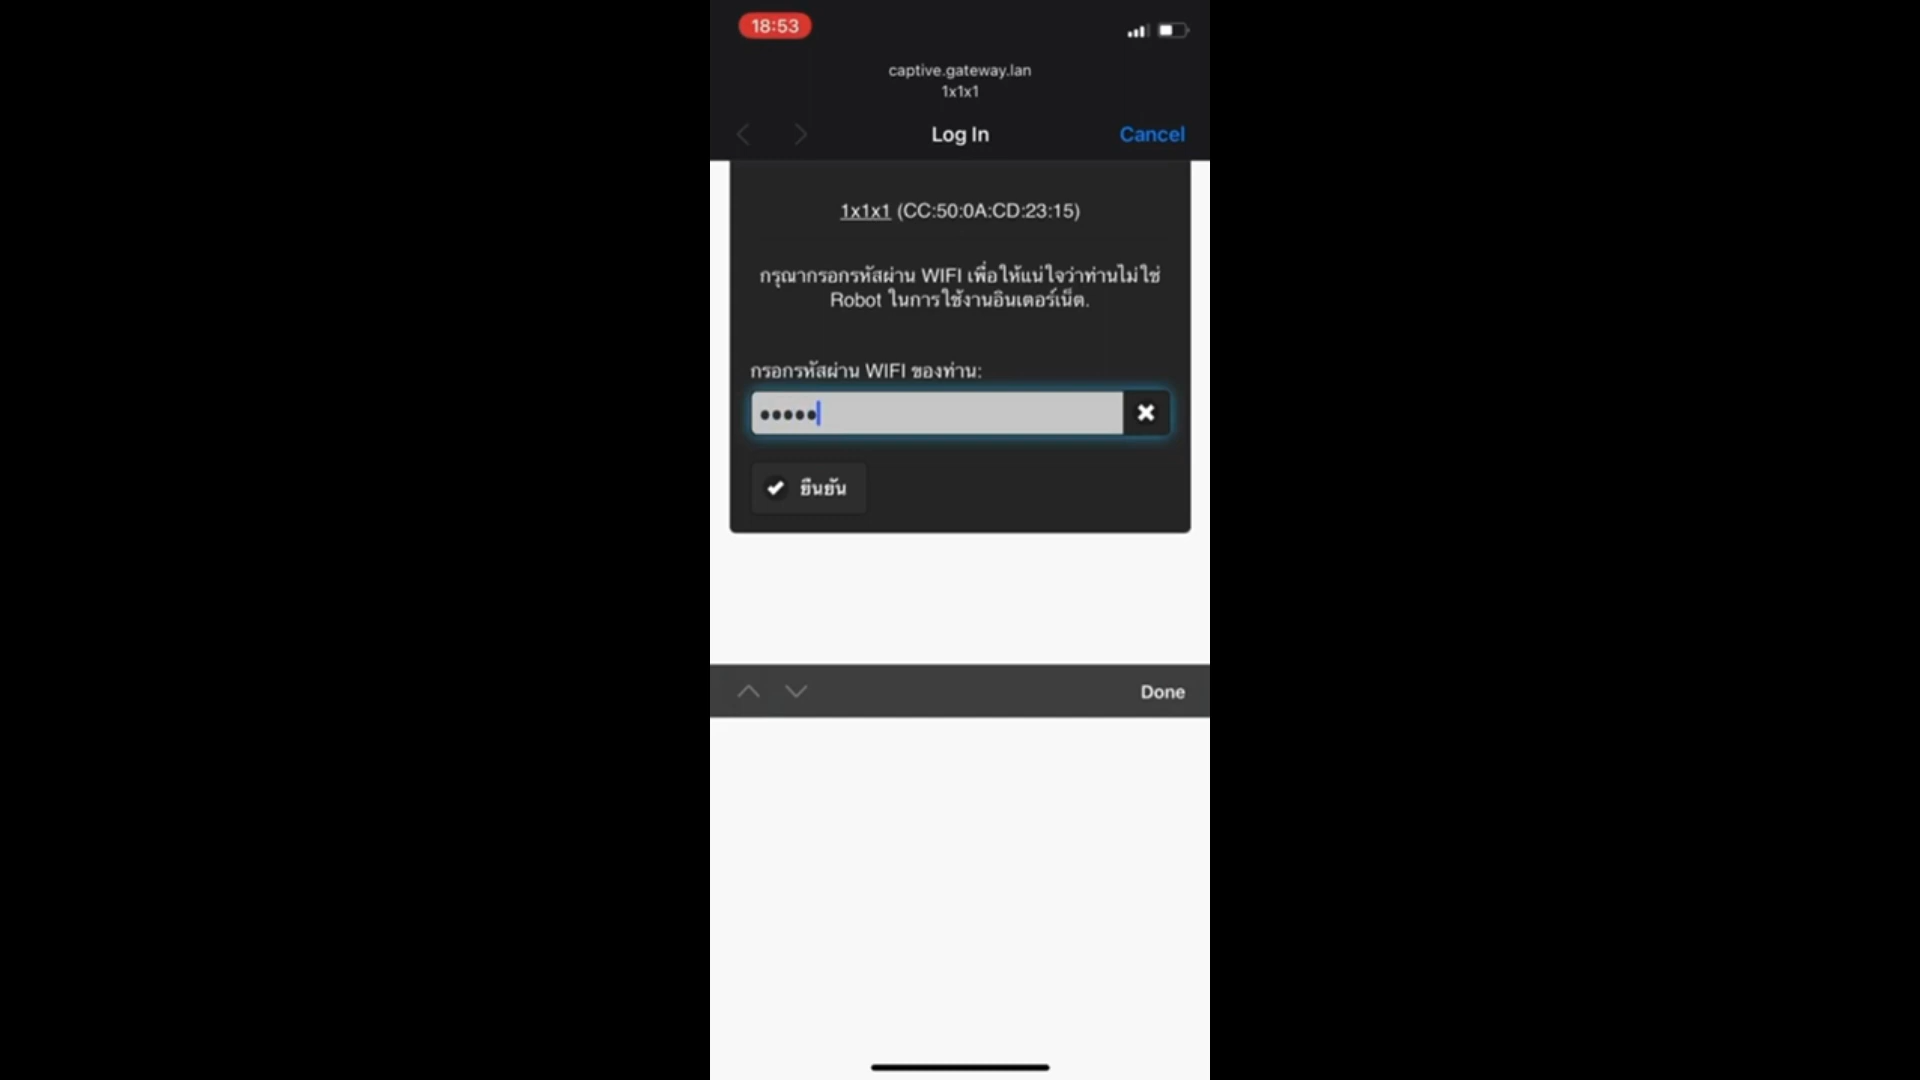 18:53
captive.gateway.lan
1x1x1
Log In
Cancel
1x1x1 (CC:50:0A:CD:23:15)
กรุณากรอกรหัสผ่าน WIFI เพื่อให้แน่ใจว่าท่านไม่ใช่
Robot ในการใช้งานอินเตอร์เน็ต.
กรอกรหัสผ่าน WIFI ของท่าน:
ยืนยัน
Done